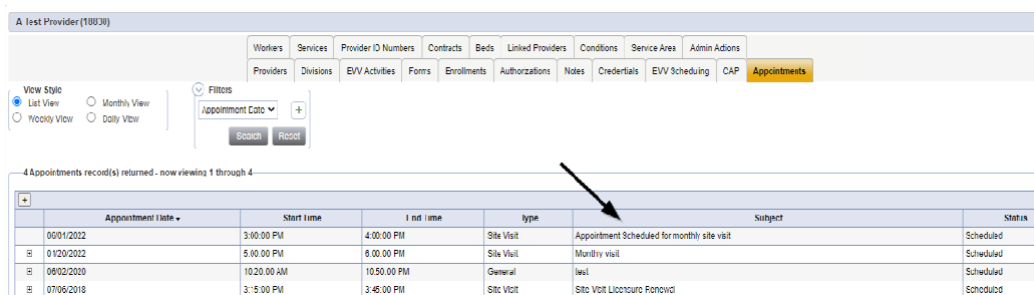 A Test Provider (18830)
Workers Services Provider ID Numbers Contracts Beds Linked Providers Conditions Service Area Admin Actions
Providers Divisions EVV Activities Forms Enrollments Authorzations Notes Credentials EVV Scheduling CAP Appointments
View Style
List View Monthly View
Weekly View Daily View
Filters
Appointment Date +
Search Reset
4 Appointments record(s) returned - now viewing 1 through 4
+
Appointment Date Start Time End Time Type Subject Status
06/01/2022 3:00:00 PM 4:00:00 PM Site Visit Appointment Scheduled for monthly site visit Scheduled
01/20/2022 5:00:00 PM 6:00:00 PM Site Visit Monthly visit Scheduled
06/02/2020 10:20:00 AM 10:50:00 PM General test Scheduled
07/06/2018 3:15:00 PM 3:45:00 PM Site Visit Site Visit Licensure Renewal Scheduled